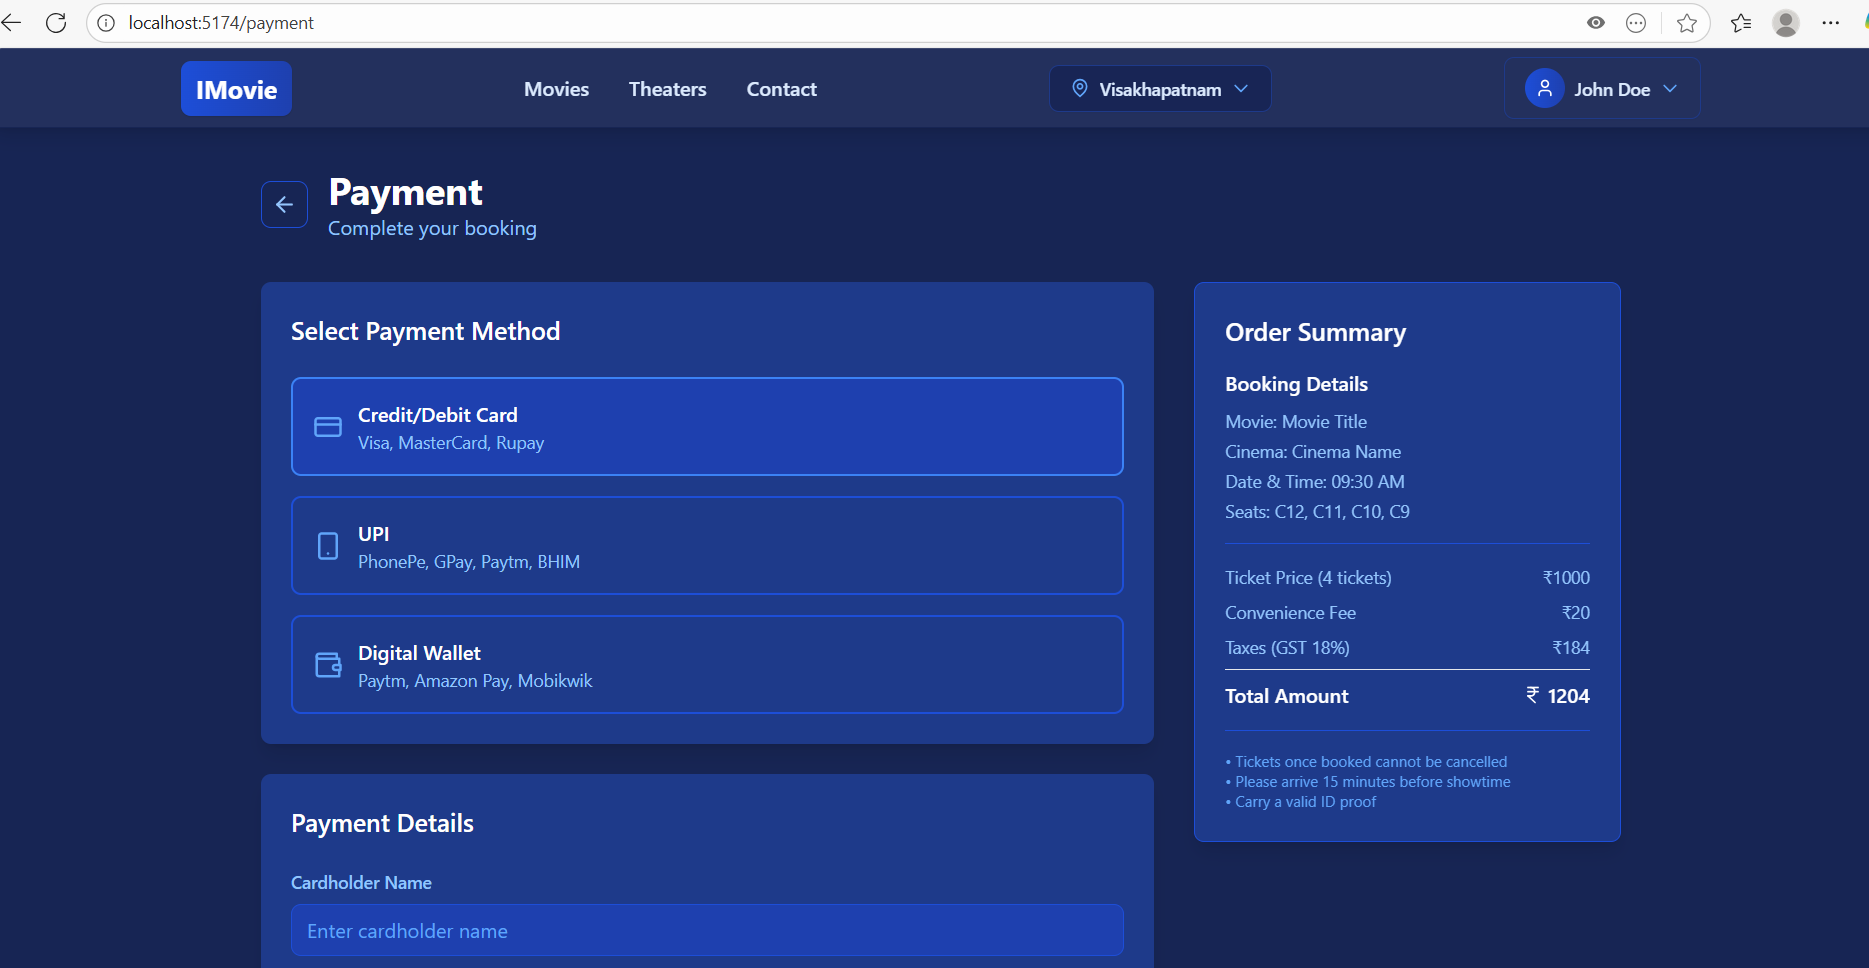 localhost:5174/payment
IMovie
Movies
Theaters
Contact
Visakhapatnam
John Doe
Payment
Complete your booking
Select Payment Method
Credit/Debit Card
Visa, MasterCard, Rupay
UPI
PhonePe, GPay, Paytm, BHIM
Digital Wallet
Paytm, Amazon Pay, Mobikwik
Payment Details
Cardholder Name
Enter cardholder name
Order Summary
Booking Details
Movie: Movie Title
Cinema: Cinema Name
Date & Time: 09:30 AM
Seats: C12, C11, C10, C9
Ticket Price (4 tickets) ₹1000
Convenience Fee ₹20
Taxes (GST 18%) ₹184
Total Amount ₹ 1204
• Tickets once booked cannot be cancelled
• Please arrive 15 minutes before showtime
• Carry a valid ID proof